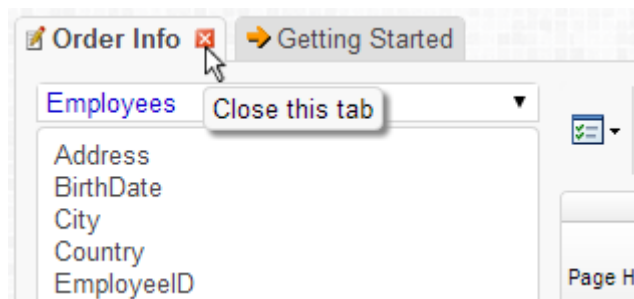 Order Info Getting Started
Employees
Close this tab
Address
BirthDate
City
Country
EmployeeID
Page H